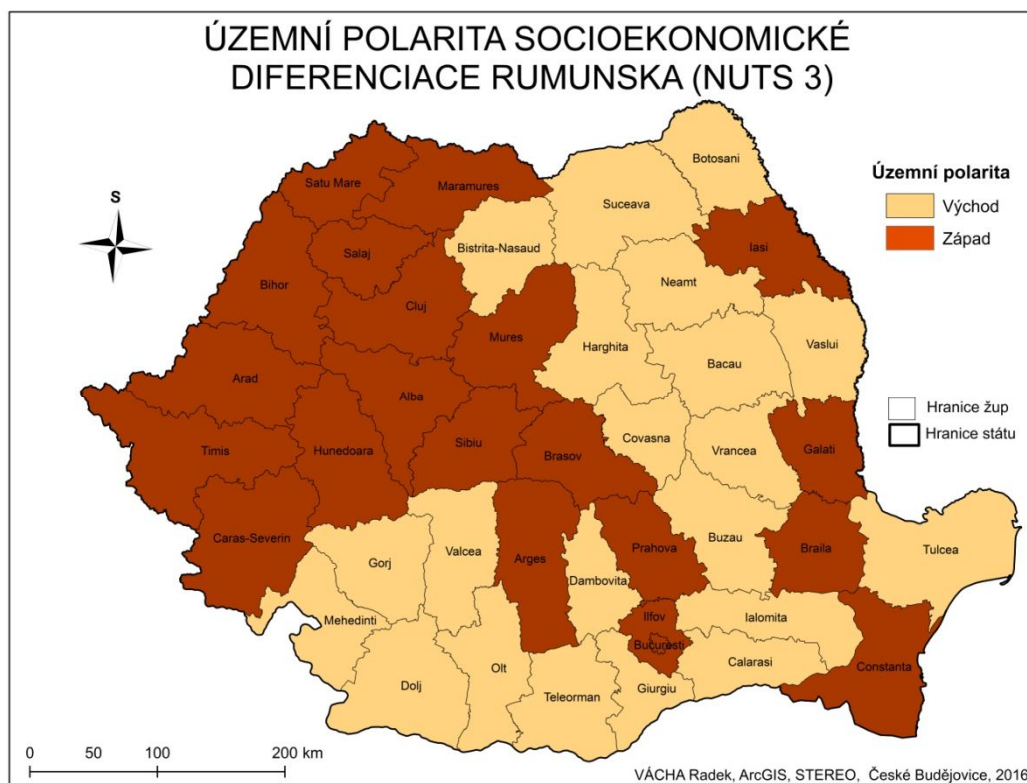 ÚZEMNÍ POLARITA SOCIOEKONOMICKÉ
DIFERENCIACE RUMUNSKA (NUTS 3)
S
Územní polarita
Východ
Západ
Hranice žup
Hranice státu
Botosani
Satu Mare
Maramures
Suceava
Iasi
Bistrita-Nasaud
Salaj
Neamt
Bihor
Cluj
Mures
Harghita
Vaslui
Bacau
Arad
Alba
Covasna
Timis
Hunedoara
Sibiu
Brasov
Vrancea
Galati
Caras-Severin
Gorj
Valcea
Arges
Dambovita
Prahova
Buzau
Braila
Tulcea
Mehedinti
Ilfov
Ialomita
Bucuresti
Olt
Calarasi
Constanta
Dolj
Teleorman
Giurgiu
0 50 100 200 km
VÁCHA Radek, ArcGIS, STEREO, České Budějovice, 2016